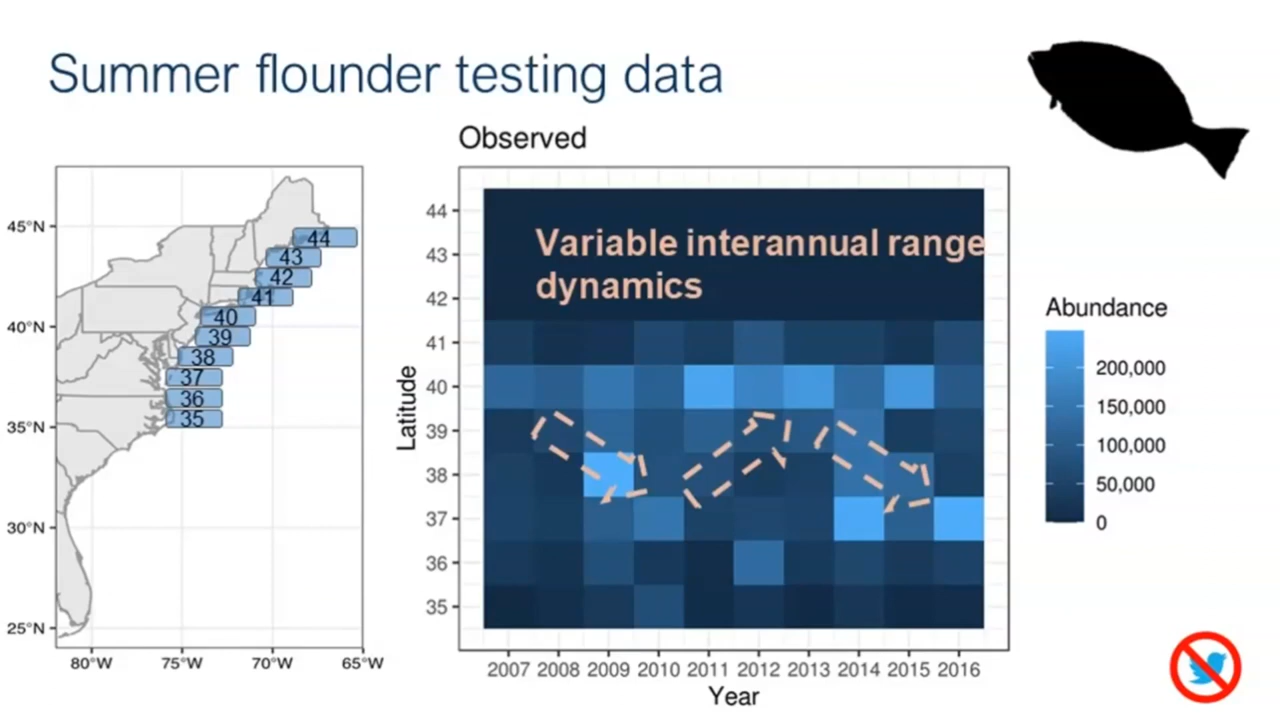 Summer flounder testing data
45°N
40°N
35°N
30°N
25°N
80°W
75°W
70°W
65°W
44
43
42
41
40
39
38
37
36
35
Observed
Variable interannual range
dynamics
Latitude
44
43
42
41
40
39
38
37
36
35
2007 2008 2009 2010 2011 2012 2013 2014 2015 2016
Year
Abundance
200,000
150,000
100,000
50,000
0